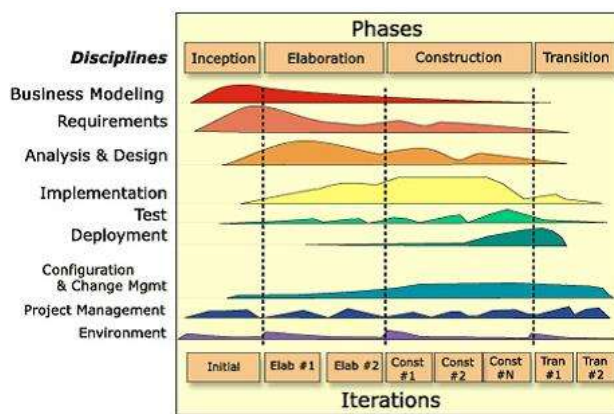 Phases
Disciplines
Inception
Elaboration
Construction
Transition
Business Modeling
Requirements
Analysis & Design
Implementation
Test
Deployment
Configuration
& Change Mgmt
Project Management
Environment
Initial
Elab #1
Elab #2
Const
#1
Const
#2
Const
#N
Tran
#1
Tran
#2
Iterations